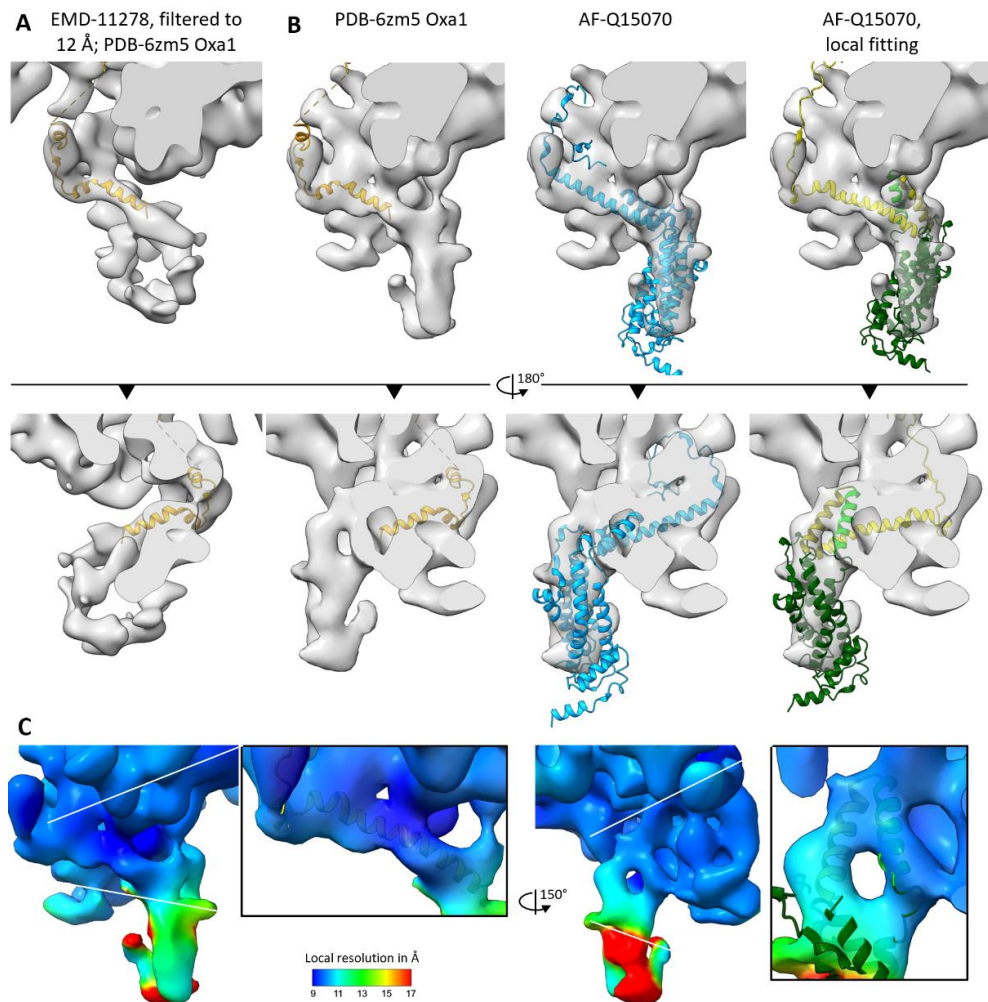 A
EMD-11278, filtered to
12 Å; PDB-6zm5 Oxa1
B
PDB-6zm5 Oxa1
AF-Q15070
AF-Q15070,
local fitting
180°
C
150°
Local resolution in Å
9 11 13 15 17